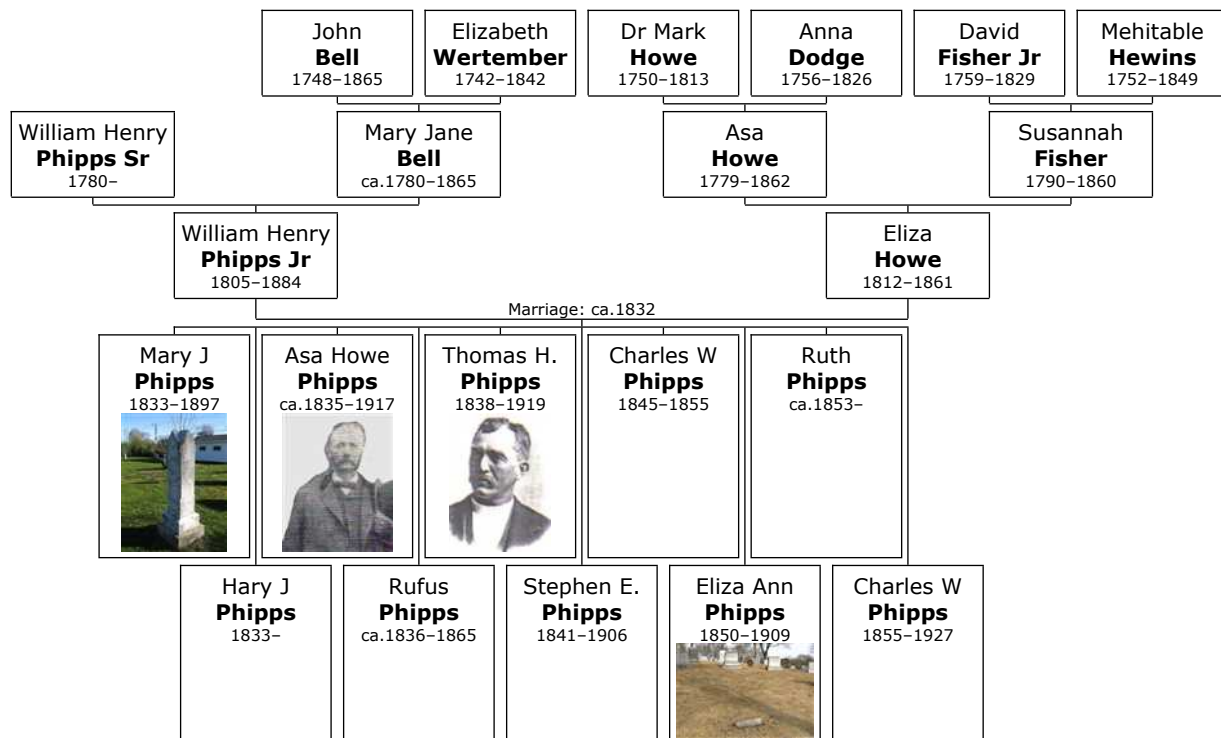 John
Bell
1748–1865
Elizabeth
Wertember
1742–1842
Dr Mark
Howe
1750–1813
Anna
Dodge
1756–1826
David
Fisher Jr
1759–1829
Mehitable
Hewins
1752–1849
William Henry
Phipps Sr
1780–
Mary Jane
Bell
ca.1780–1865
Asa
Howe
1779–1862
Susannah
Fisher
1790–1860
William Henry
Phipps Jr
1805–1884
Eliza
Howe
1812–1861
Marriage: ca.1832
Mary J
Phipps
1833–1897
Asa Howe
Phipps
ca.1835–1917
Thomas H.
Phipps
1838–1919
Charles W
Phipps
1845–1855
Ruth
Phipps
ca.1853–
Hary J
Phipps
1833–
Rufus
Phipps
ca.1836–1865
Stephen E.
Phipps
1841–1906
Eliza Ann
Phipps
1850–1909
Charles W
Phipps
1855–1927